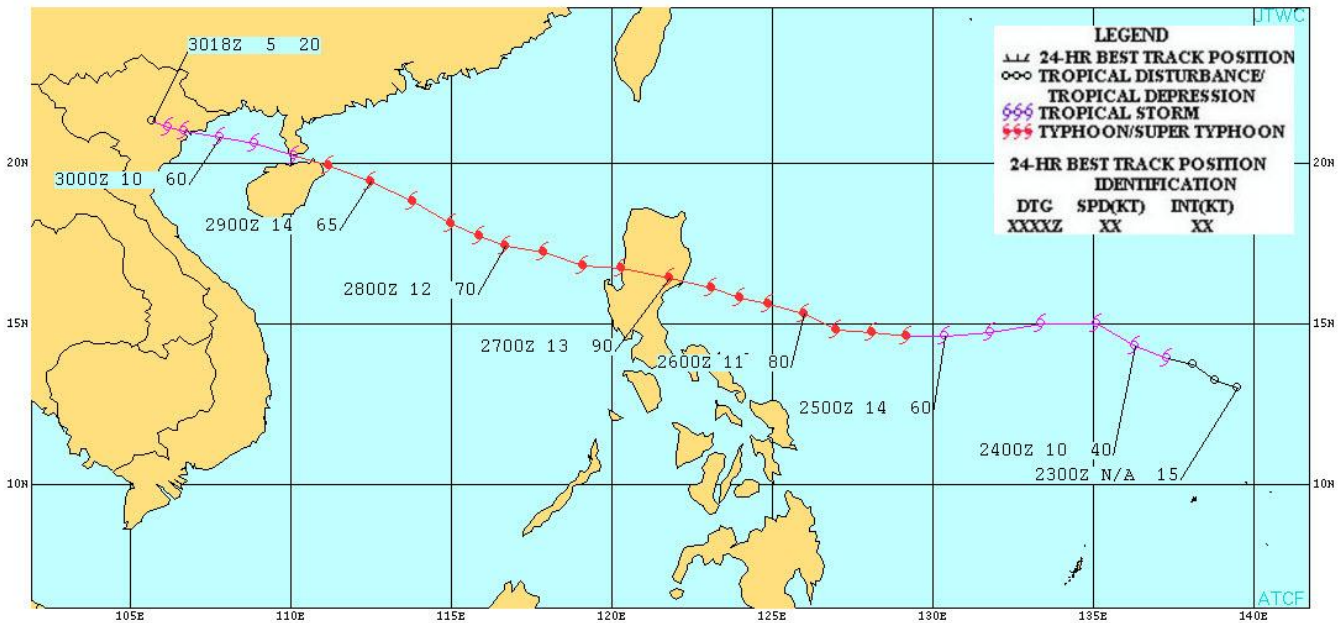 JTWC
LEGEND
24-HR BEST TRACK POSITION
TROPICAL DISTURBANCE/
TROPICAL DEPRESSION
TROPICAL STORM
TYPHOON/SUPER TYPHOON
24-HR BEST TRACK POSITION
IDENTIFICATION
DTG SPD(KT) INT(KT)
XXXXZ XX XX
3018Z 5 20
20N 20N
3000Z 10 60
2900Z 14 65
2800Z 12 70
15N 15N
2700Z 13 90
2600Z 11 80
2500Z 14 60
2400Z 10 40
2300Z N/A 15
10N 10N
ATCF
105E 110E 115E 120E 125E 130E 135E 140E